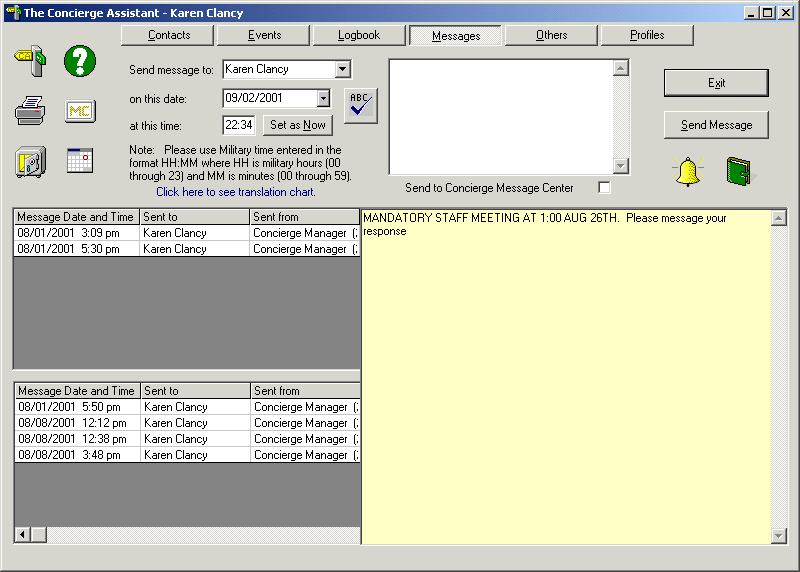 The Concierge Assistant - Karen Clancy
Contacts
Events
Logbook
Messages
Others
Profiles
Send message to:
Karen Clancy
on this date:
09/02/2001
at this time:
22:34
Set as Now
ABC
MC
Exit
Send Message
Note: Please use Military time entered in the
format HH:MM where HH is military hours (00
through 23) and MM is minutes (00 through 59).
Click here to see translation chart.
Send to Concierge Message Center
Message Date and Time Sent to Sent from
08/01/2001 3:09 pm Karen Clancy Concierge Manager
08/01/2001 5:30 pm Karen Clancy Concierge Manager
MANDATORY STAFF MEETING AT 1:00 AUG 26TH. Please message your
response
Message Date and Time Sent to Sent from
08/01/2001 5:50 pm Karen Clancy Concierge Manager
08/08/2001 12:12 pm Karen Clancy Concierge Manager
08/08/2001 12:38 pm Karen Clancy Concierge Manager
08/08/2001 3:48 pm Karen Clancy Concierge Manager